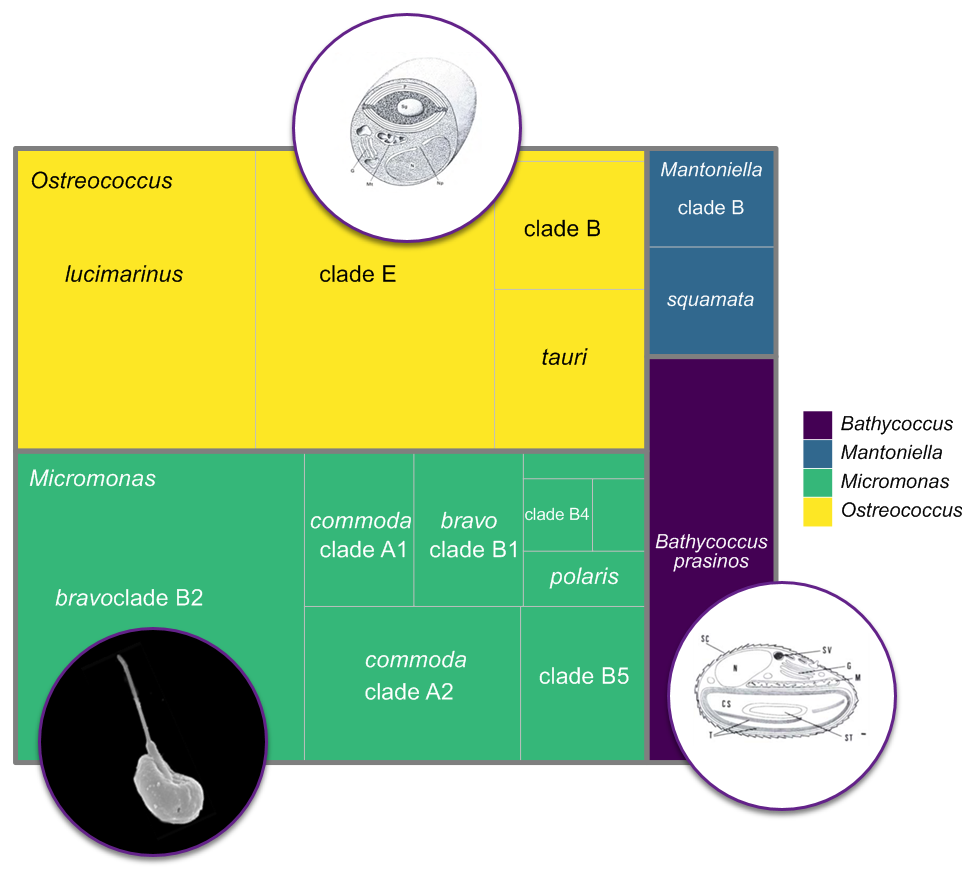 Ostreococcus
lucimarinus
clade E
clade B
tauri
Mantoniella
clade B
squamata
Micromonas
bravoclade B2
commoda
clade A1
bravo
clade B1
clade B4
polaris
commoda
clade A2
clade B5
Bathycoccus
prasinos
Bathycoccus
Mantoniella
Micromonas
Ostreococcus
SC
N
SV
G
M
CS
T
ST